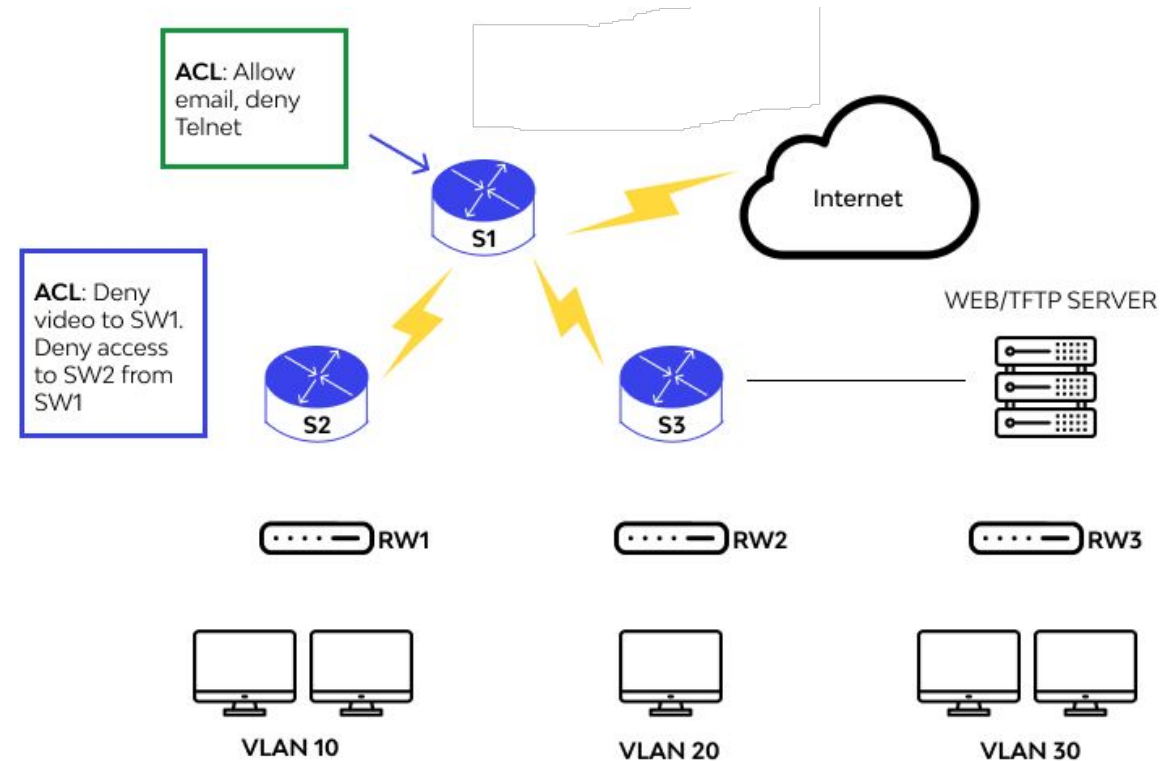 ACL: Allow
email, deny
Telnet
S1
Internet
ACL: Deny
video to SW1.
Deny access
to SW2 from
SW1
WEB/TFTP SERVER
S2
S3
RW1
RW2
RW3
VLAN 10
VLAN 20
VLAN 30